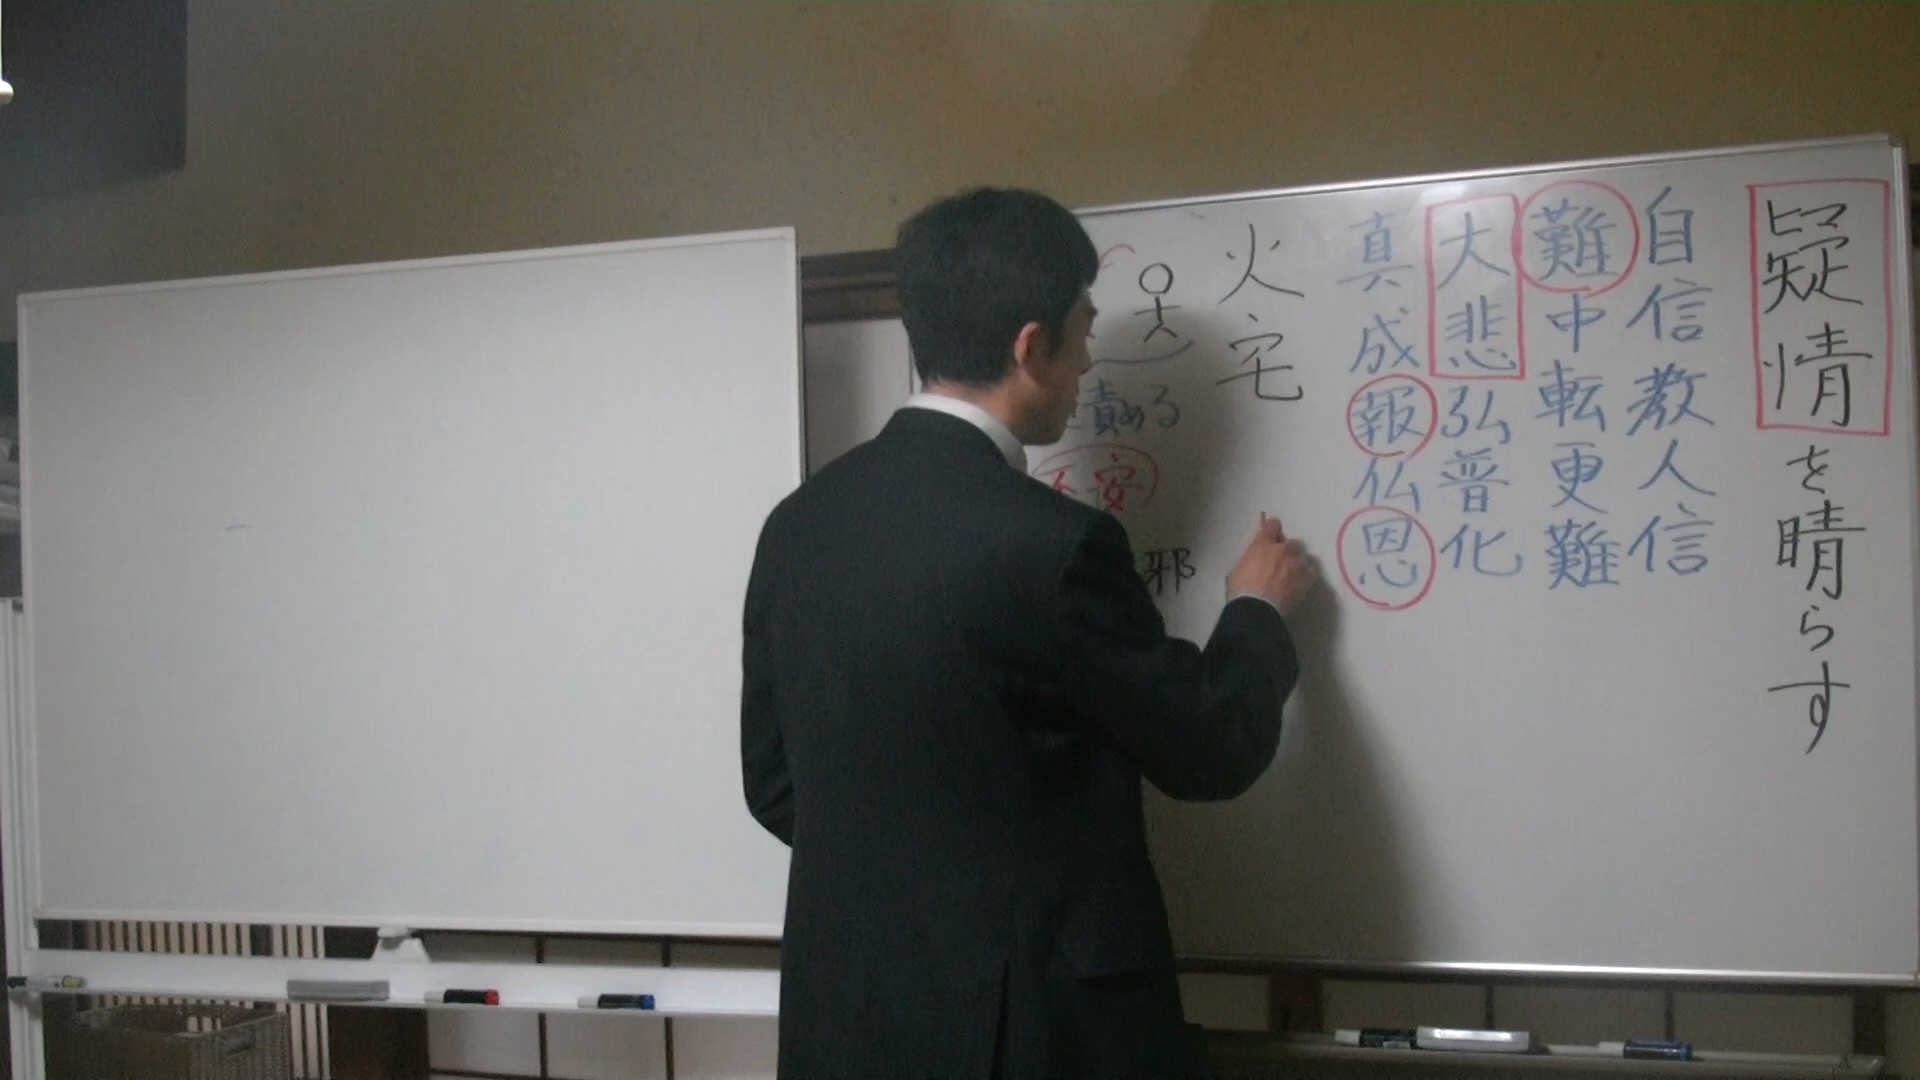 疑情を晴らす
自信教人信
難中転更難
大悲弘普化
真成報仏恩
火宅
責める
不安
邪